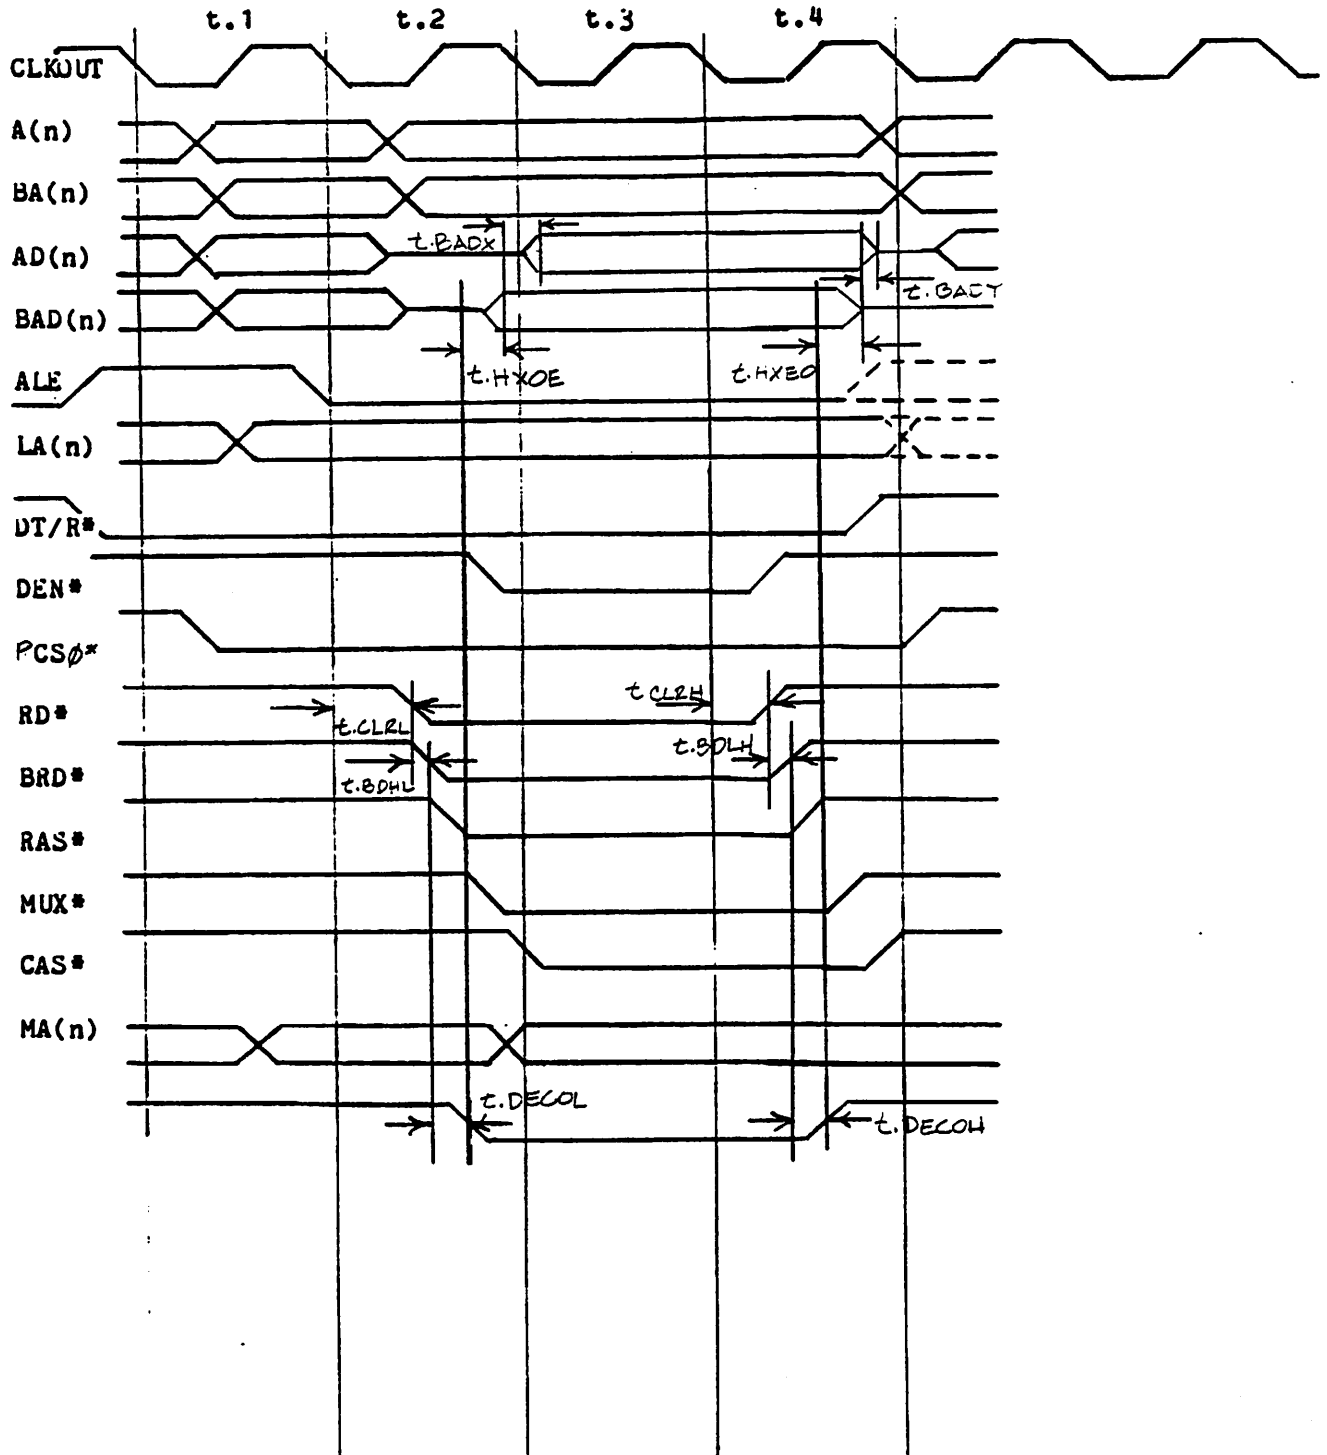 t.1 t.2 t.3 t.4
CLKOUT
A(n)
BA(n)
t.BADX
AD(n)
t.BADY
BAD(n)
t.HXOE t.HXEO
ALE
LA(n)
DT/R*
DEN*
PCSØ*
t CLRH
RD*
t.CLRL
t.BDLH
BRD*
t.BDHL
RAS*
MUX*
CAS*
MA(n)
t.DECOL
t.DECOH